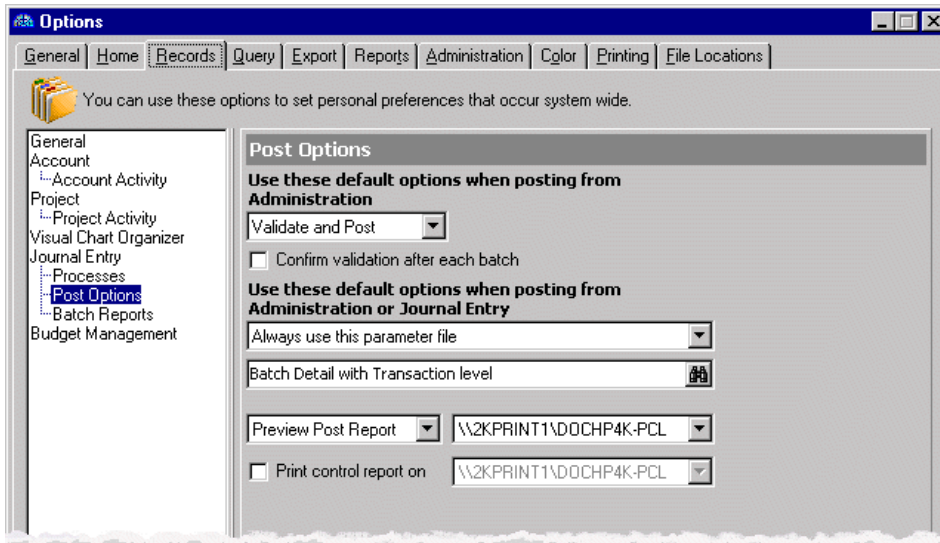 Options
General Home Records Query Export Reports Administration Color Printing File Locations
You can use these options to set personal preferences that occur system wide.
General
Account
Account Activity
Project
Project Activity
Visual Chart Organizer
Journal Entry
Processes
Post Options
Batch Reports
Budget Management
Post Options
Use these default options when posting from
Administration
Validate and Post
Confirm validation after each batch
Use these default options when posting from
Administration or Journal Entry
Always use this parameter file
Batch Detail with Transaction level
Preview Post Report \\2KPRINT1\DOCHP4K-PCL
Print control report on \\2KPRINT1\DOCHP4K-PCL